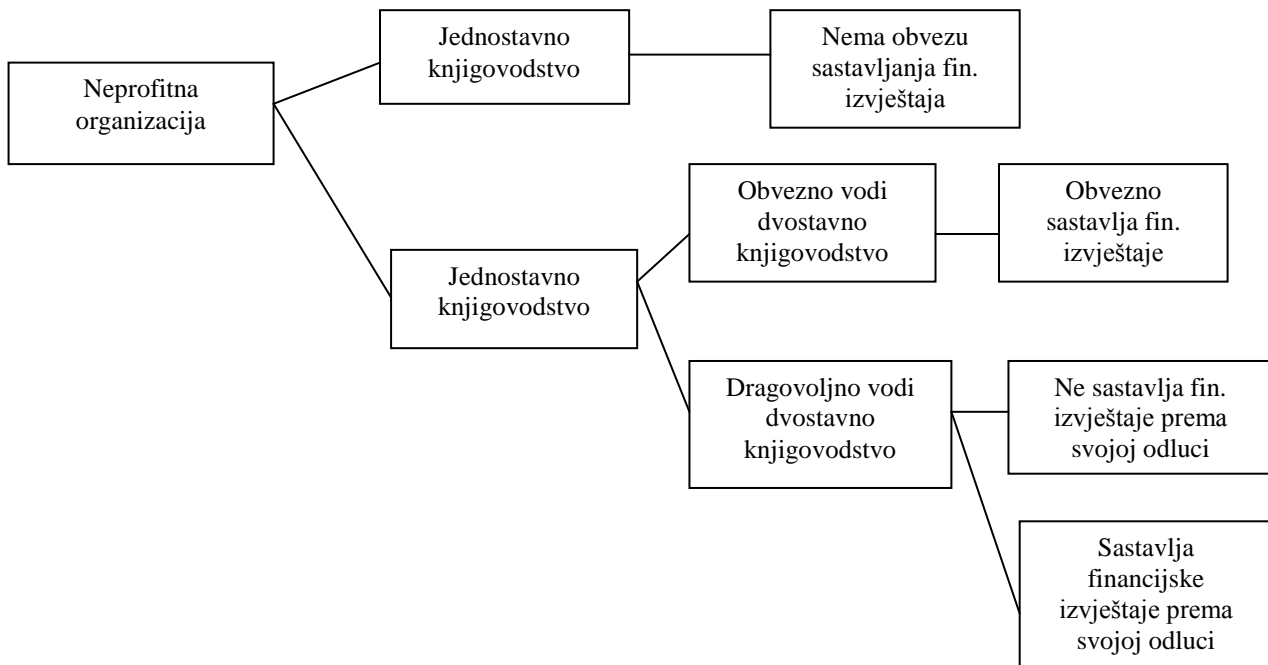 Neprofitna
organizacija
Jednostavno
knjigovodstvo
Nema obvezu
sastavljanja fin.
izvještaja
Jednostavno
knjigovodstvo
Obvezno vodi
dvostavno
knjigovodstvo
Obvezno
sastavlja fin.
izvještaje
Dragovoljno vodi
dvostavno
knjigovodstvo
Ne sastavlja fin.
izvještaje prema
svojoj odluci
Sastavlja
financijske
izvještaje prema
svojoj odluci